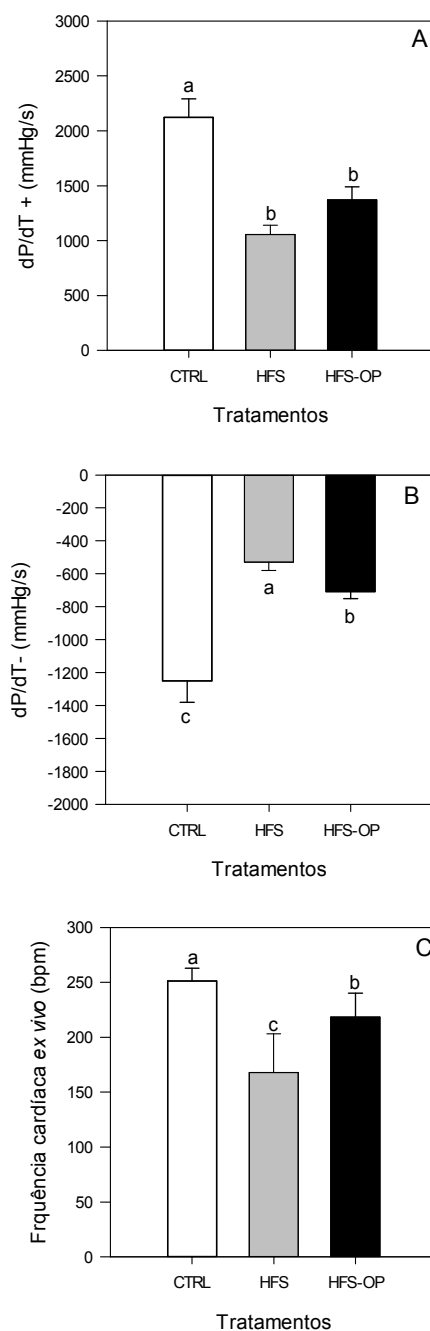 A
dP/dT + (mmHg/s)
3000
2500
2000
1500
1000
500
0
a
b
b
CTRL HFS HFS-OP
Tratamentos
B
dP/dT- (mmHg/s)
0
-200
-400
-600
-800
-1000
-1200
-1400
-1600
-1800
-2000
c
a
b
CTRL HFS HFS-OP
Tratamentos
C
Frquência cardíaca ex vivo (bpm)
300
250
200
150
100
50
0
a
c
b
CTRL HFS HFS-OP
Tratamentos